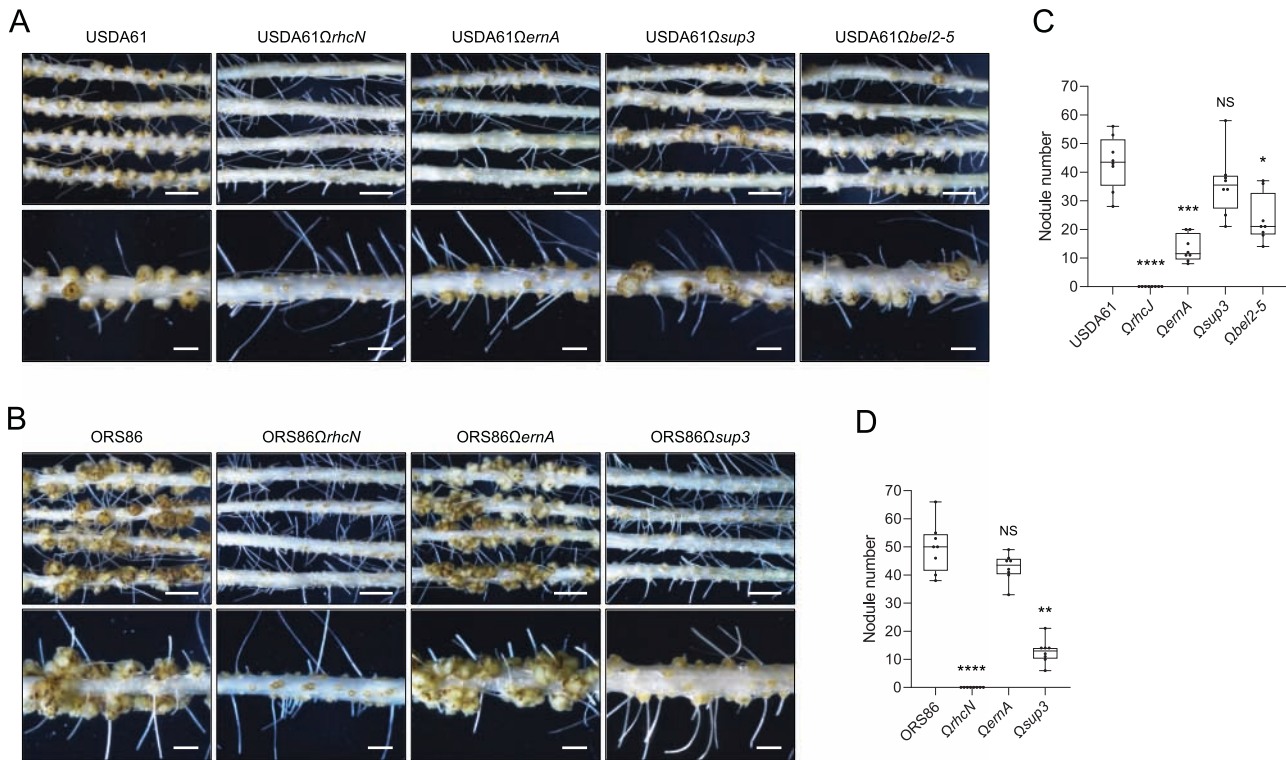 A
USDA61
USDA61ΩrhcN
USDA61ΩernA
USDA61Ωsup3
USDA61Ωbel2-5
B
ORS86
ORS86ΩrhcN
ORS86ΩernA
ORS86Ωsup3
C
Nodule number
70
60
50
40
30
20
10
0
****
***
NS
*
USDA61
ΩrhcJ
ΩernA
Ωsup3
Ωbel2-5
D
Nodule number
70
60
50
40
30
20
10
0
****
NS
**
ORS86
ΩrhcN
ΩernA
Ωsup3